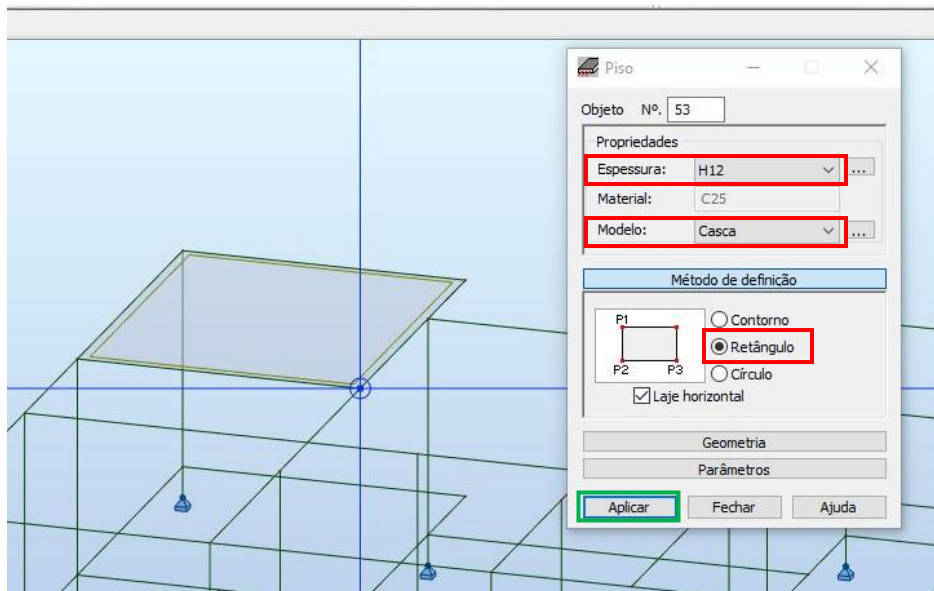 Piso
Objeto Nº. 53
Propriedades
Espessura: H12 ...
Material: C25
Modelo: Casca ...
Método de definição
P1
P2 P3
Contorno
Retângulo
Círculo
Laje horizontal
Geometria
Parâmetros
Aplicar Fechar Ajuda